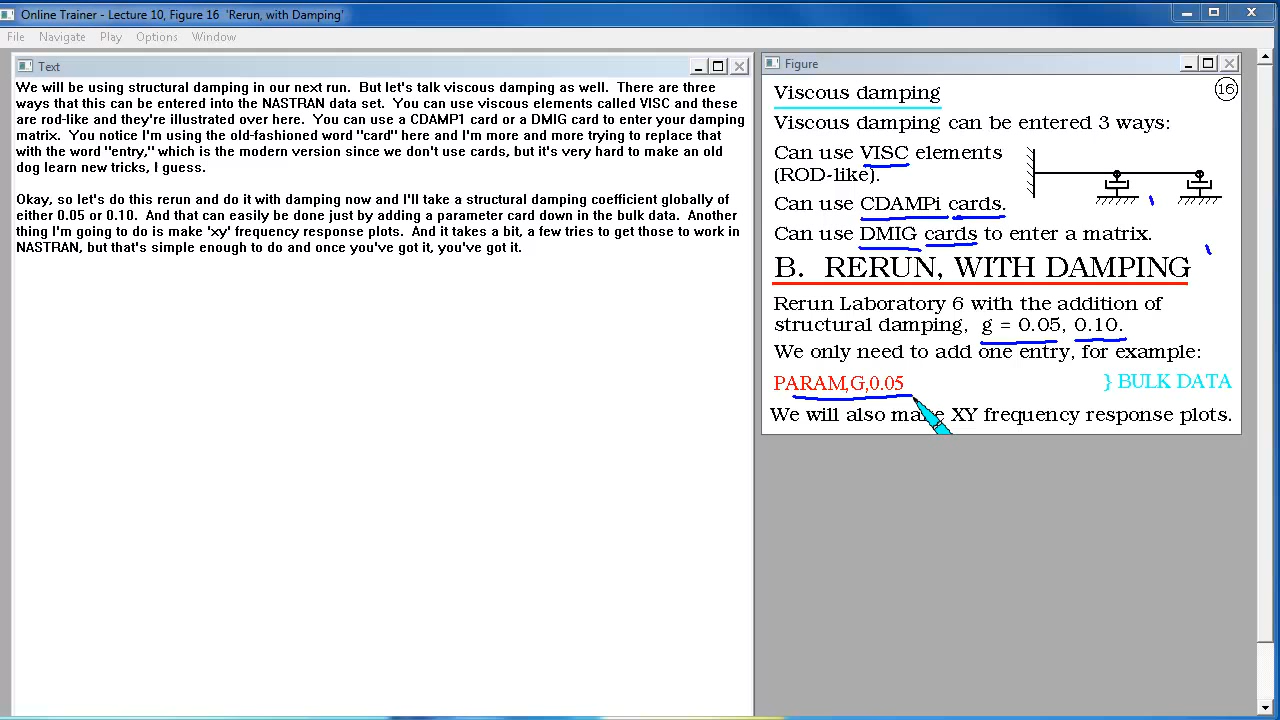 Online Trainer - Lecture 10, Figure 16 'Rerun, with Damping'
File Navigate Play Options Window
Text
We will be using structural damping in our next run. But let's talk viscous damping as well. There are three
ways that this can be entered into the NASTRAN data set. You can use viscous elements called VISC and these
are rod-like and they're illustrated over here. You can use a CDAMP1 card or a DMIG card to enter your damping
matrix. You notice I'm using the old-fashioned word "card" here and I'm more and more trying to replace that
with the word "entry," which is the modern version since we don't use cards, but it's very hard to make an old
dog learn new tricks, I guess.
Okay, so let's do this rerun and do it with damping now and I'll take a structural damping coefficient globally of
either 0.05 or 0.10. And that can easily be done just by adding a parameter card down in the bulk data. Another
thing I'm going to do is make 'xy' frequency response plots. And it takes a bit, a few tries to get those to work in
NASTRAN, but that's simple enough to do and once you've got it, you've got it.
Figure
Viscous damping
16
Viscous damping can be entered 3 ways:
Can use VISC elements
(ROD-like).
Can use CDAMPi cards.
Can use DMIG cards to enter a matrix.
B. RERUN, WITH DAMPING
Rerun Laboratory 6 with the addition of
structural damping, g = 0.05, 0.10.
We only need to add one entry, for example:
PARAM,G,0.05 } BULK DATA
We will also make XY frequency response plots.